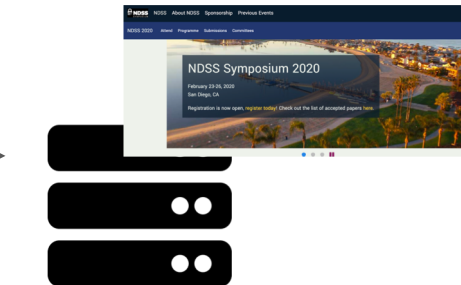 NDSS NDSS About NDSS Sponsorship Previous Events
NDSS 2020 Attend Programme Submissions Committees
NDSS Symposium 2020
February 23-26, 2020
San Diego, CA
Registration is now open, register today! Check out the list of accepted papers here.